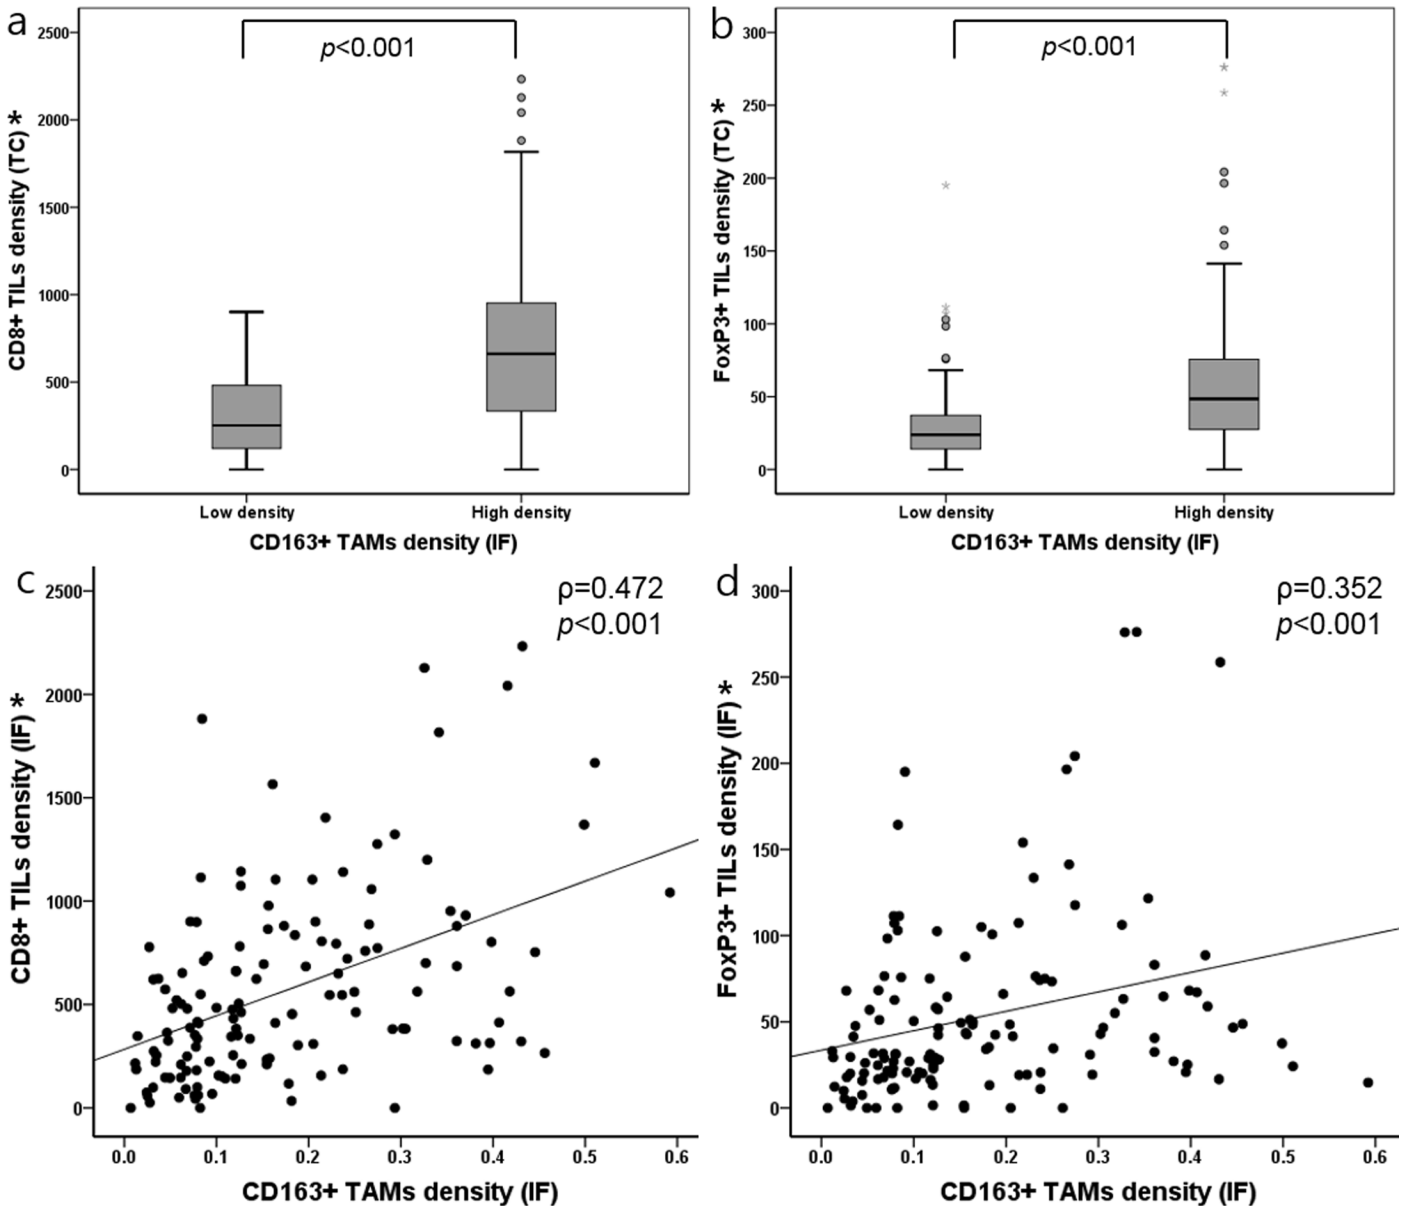 a
CD8+ TILs density (TC) *
2500
2000
1500
1000
500
0
p<0.001
Low density
High density
CD163+ TAMs density (IF)
b
FoxP3+ TILs density (TC) *
300
250
200
150
100
50
0
p<0.001
Low density
High density
CD163+ TAMs density (IF)
c
CD8+ TILs density (IF) *
2500
2000
1500
1000
500
0
ρ=0.472
p<0.001
0.0 0.1 0.2 0.3 0.4 0.5 0.6
CD163+ TAMs density (IF)
d
FoxP3+ TILs density (IF) *
300
250
200
150
100
50
0
ρ=0.352
p<0.001
0.0 0.1 0.2 0.3 0.4 0.5 0.6
CD163+ TAMs density (IF)